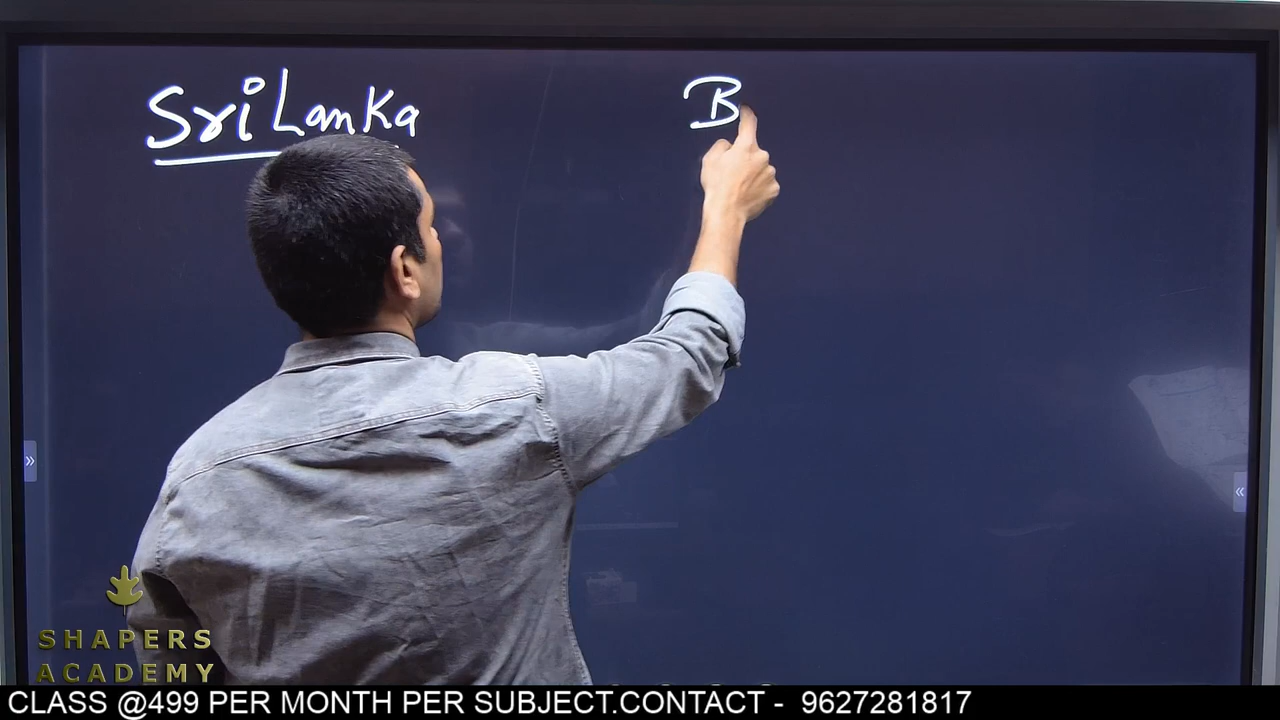 Sri Lanka
B
SHAPERS
ACADEMY
CLASS @499 PER MONTH PER SUBJECT.CONTACT - 9627281817